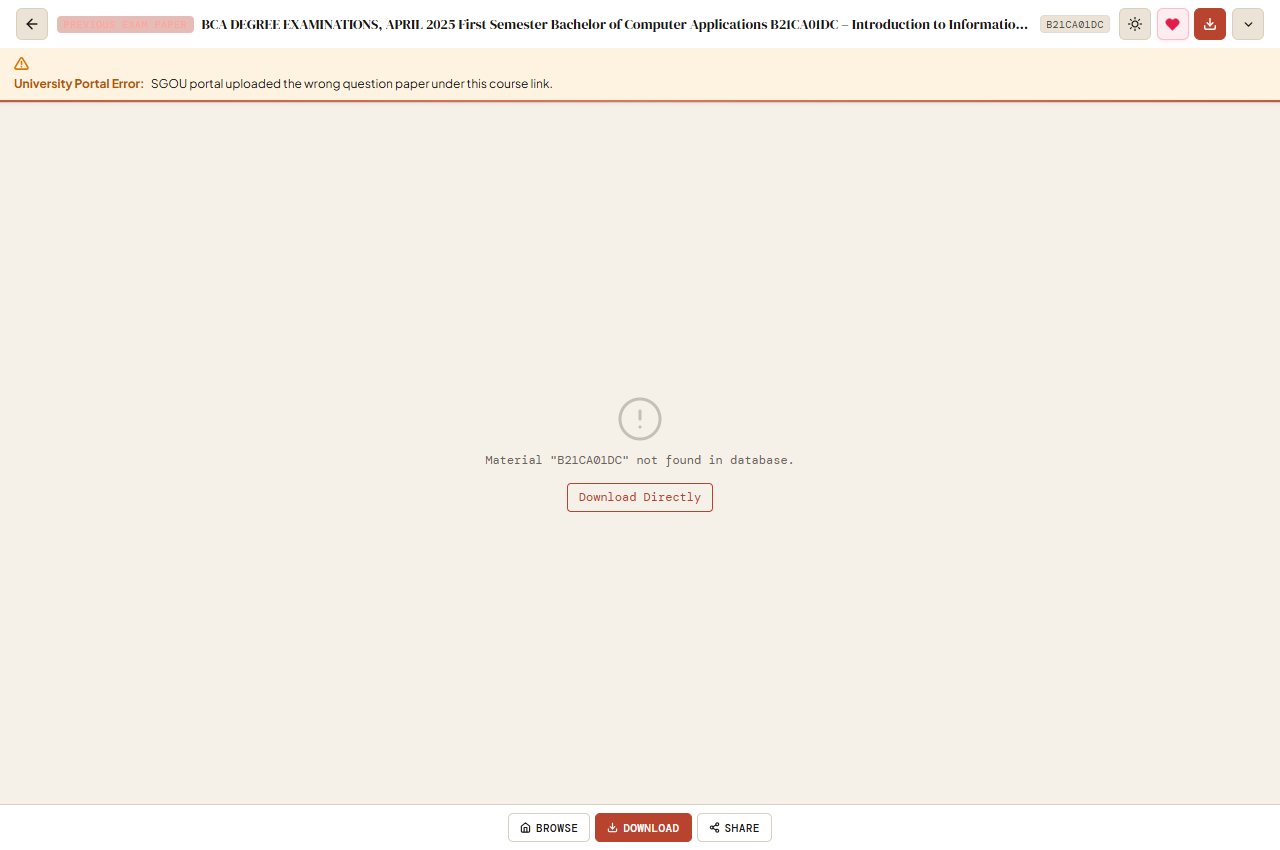 PREVIOUS EXAM PAPER
BCA DEGREE EXAMINATIONS, APRIL 2025 First Semester Bachelor of Computer Applications B21CA01DC – Introduction to Informatio...
B21CA01DC
University Portal Error: SGOU portal uploaded the wrong question paper under this course link.
Material "B21CA01DC" not found in database.
Download Directly
BROWSE
DOWNLOAD
SHARE